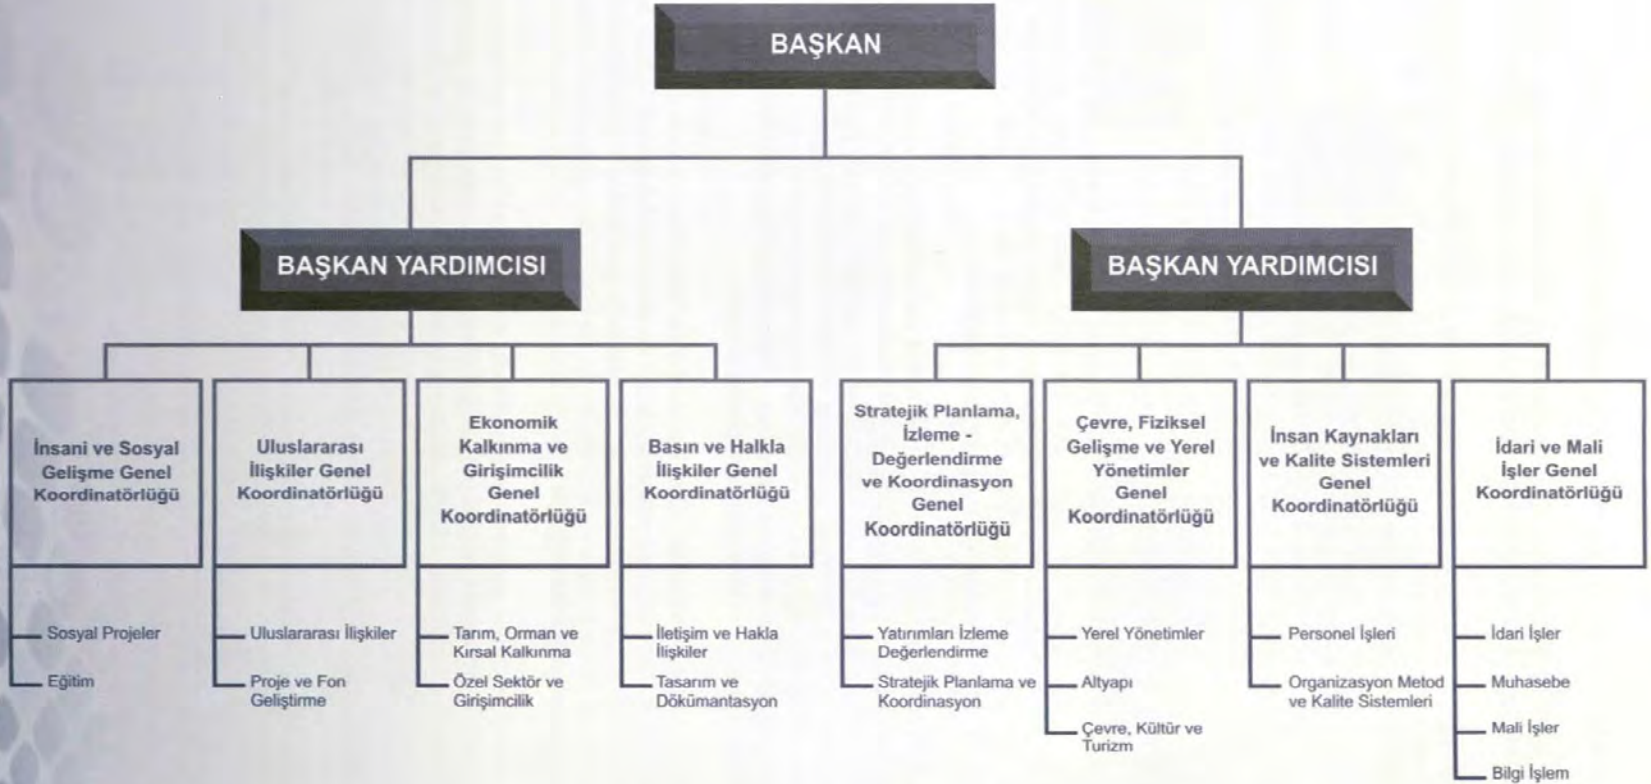 BAŞKAN
BAŞKAN YARDIMCISI
BAŞKAN YARDIMCISI
İnsani ve Sosyal
Gelişme Genel
Koordinatörlüğü
Sosyal Projeler
Eğitim
Uluslararası
İlişkiler Genel
Koordinatörlüğü
Uluslararası İlişkiler
Proje ve Fon
Geliştirme
Ekonomik
Kalkınma ve
Girişimcilik
Genel
Koordinatörlüğü
Tarım, Orman ve
Kırsal Kalkınma
Özel Sektör ve
Girişimcilik
Basın ve Halkla
İlişkiler Genel
Koordinatörlüğü
İletişim ve Hakla
İlişkiler
Tasarım ve
Dökümantasyon
Stratejik Planlama,
İzleme -
Değerlendirme
ve Koordinasyon
Genel
Koordinatörlüğü
Yatırımları İzleme
Değerlendirme
Stratejik Planlama ve
Koordinasyon
Çevre, Fiziksel
Gelişme ve Yerel
Yönetimler
Genel
Koordinatörlüğü
Yerel Yönetimler
Altyapı
Çevre, Kültür ve
Turizm
İnsan Kaynakları
ve Kalite Sistemleri
Genel
Koordinatörlüğü
Personel İşleri
Organizasyon Metod
ve Kalite Sistemleri
İdari ve Mali
İşler Genel
Koordinatörlüğü
İdari İşler
Muhasebe
Mali İşler
Bilgi İşlem